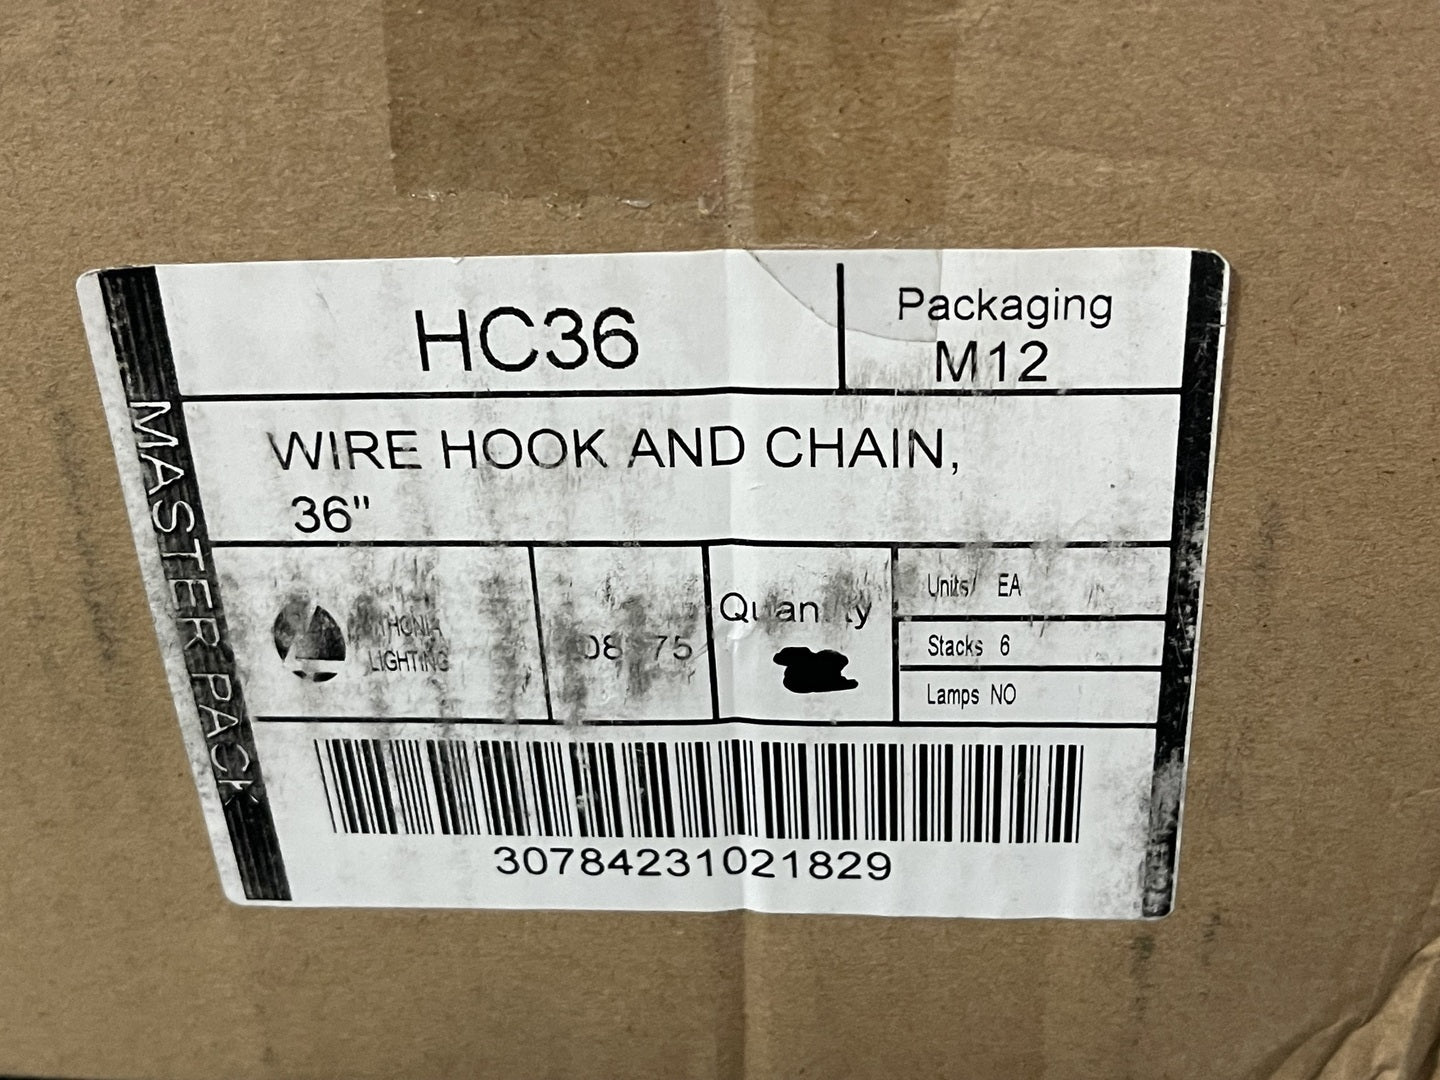 HC36
Packaging
M12
WIRE HOOK AND CHAIN,
36"
MASTER PACK
LIGHTING
Units/ EA
Stacks 6
Lamps NO
30784231021829